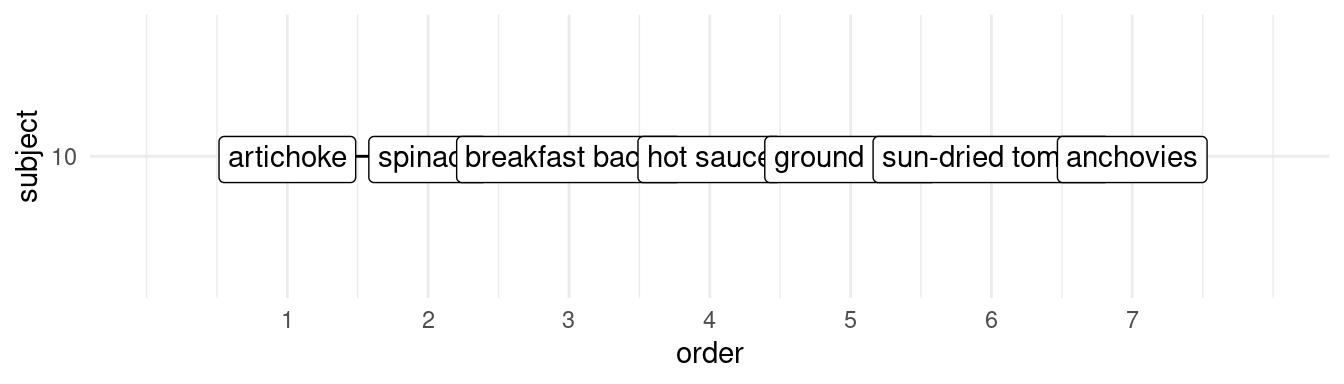 subject
10
artichoke spinac breakfast bac hot sauce ground sun-dried tom anchovies
1 2 3 4 5 6 7
order